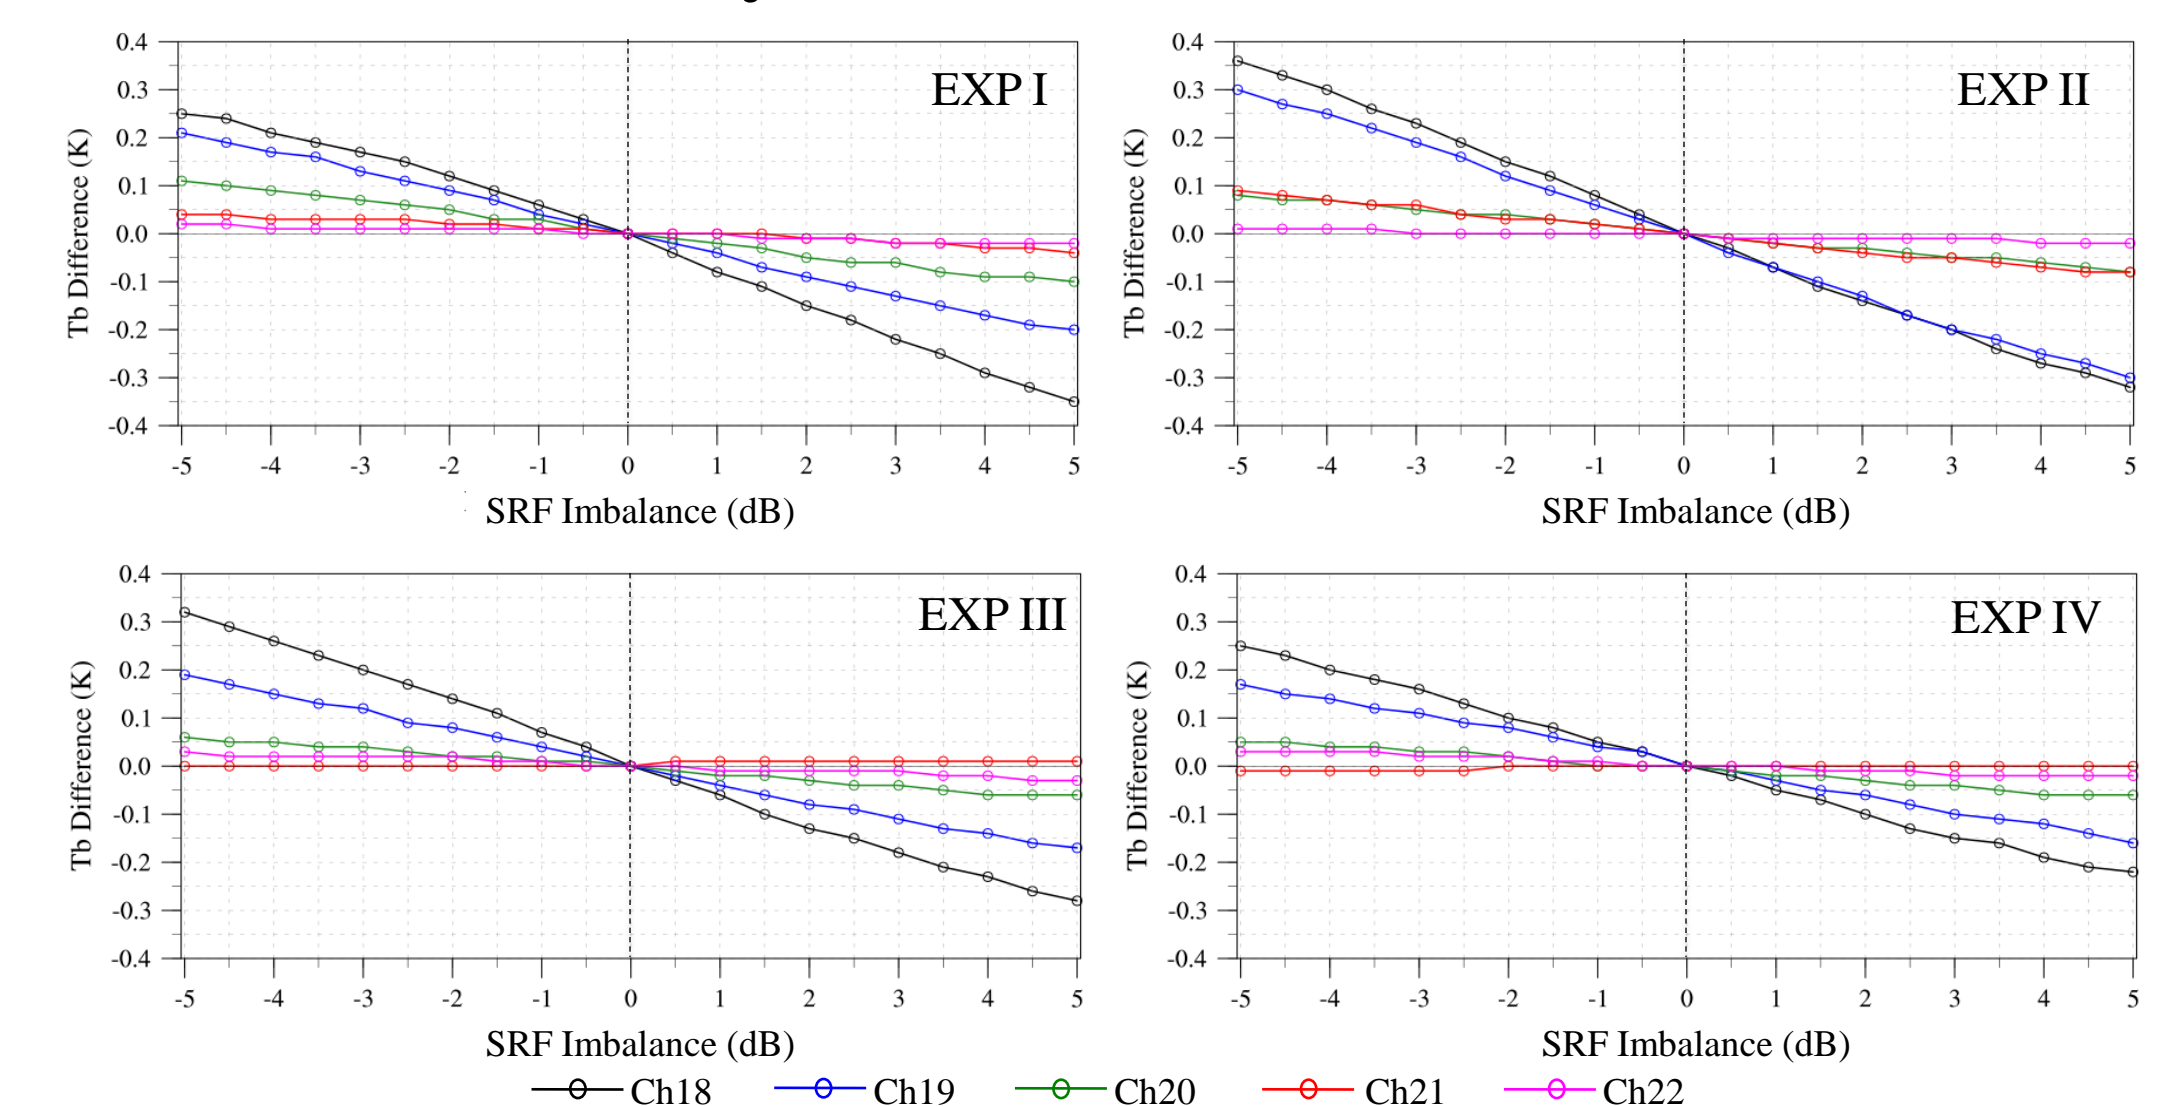 EXP I
0.4
0.3
0.2
0.1
0.0
-0.1
-0.2
-0.3
-0.4
Tb Difference (K)
-5 -4 -3 -2 -1 0 1 2 3 4 5
SRF Imbalance (dB)
EXP II
0.4
0.3
0.2
0.1
0.0
-0.1
-0.2
-0.3
-0.4
Tb Difference (K)
-5 -4 -3 -2 -1 0 1 2 3 4 5
SRF Imbalance (dB)
EXP III
0.4
0.3
0.2
0.1
0.0
-0.1
-0.2
-0.3
-0.4
Tb Difference (K)
-5 -4 -3 -2 -1 0 1 2 3 4 5
SRF Imbalance (dB)
EXP IV
0.4
0.3
0.2
0.1
0.0
-0.1
-0.2
-0.3
-0.4
Tb Difference (K)
-5 -4 -3 -2 -1 0 1 2 3 4 5
SRF Imbalance (dB)
Ch18 Ch19 Ch20 Ch21 Ch22